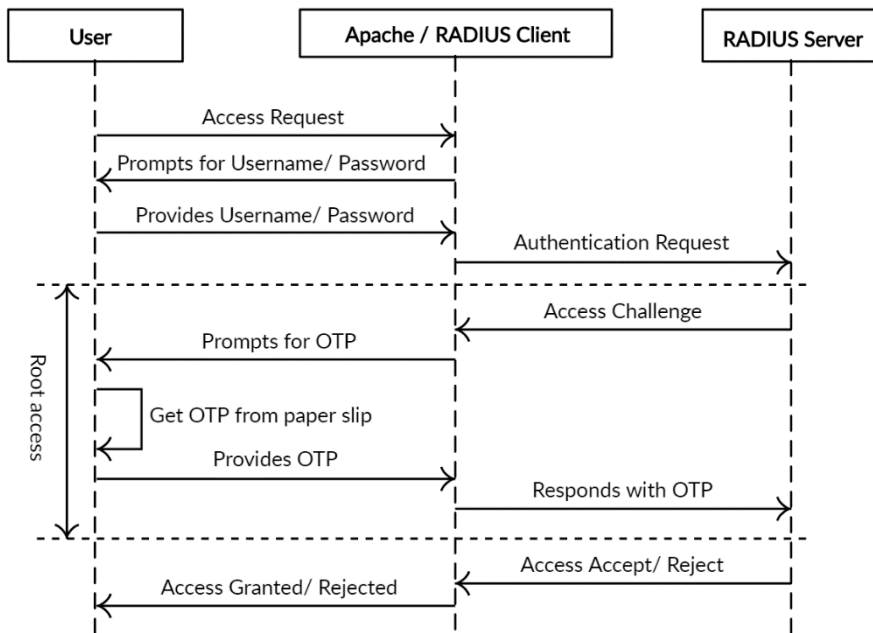 User
Apache / RADIUS Client
RADIUS Server
Access Request
Prompts for Username/ Password
Provides Username/ Password
Authentication Request
Access Challenge
Prompts for OTP
Root access
Get OTP from paper slip
Provides OTP
Responds with OTP
Access Accept/ Reject
Access Granted/ Rejected